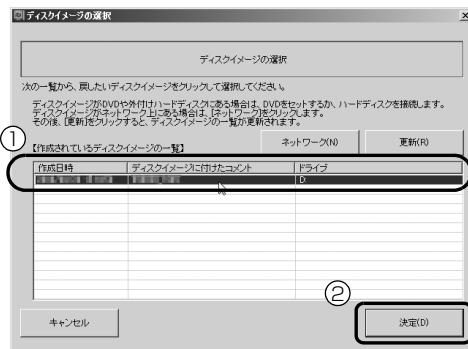 ディスクイメージの選択
ディスクイメージの選択
次の一覧から、戻したいディスクイメージをクリックして選択してください。
ディスクイメージがDVDや外付けハードディスクにある場合は、DVDをセットするか、ハードディスクを接続します。
ディスクイメージがネットワーク上にある場合は、[ネットワーク]をクリックします。
その後、[更新]をクリックすると、ディスクイメージの一覧が更新されます。
①
【作成されているディスクイメージの一覧】
ネットワーク(N)
更新(R)
作成日時 ディスクイメージに付けたコメント ドライブ
D:
②
キャンセル
決定(D)